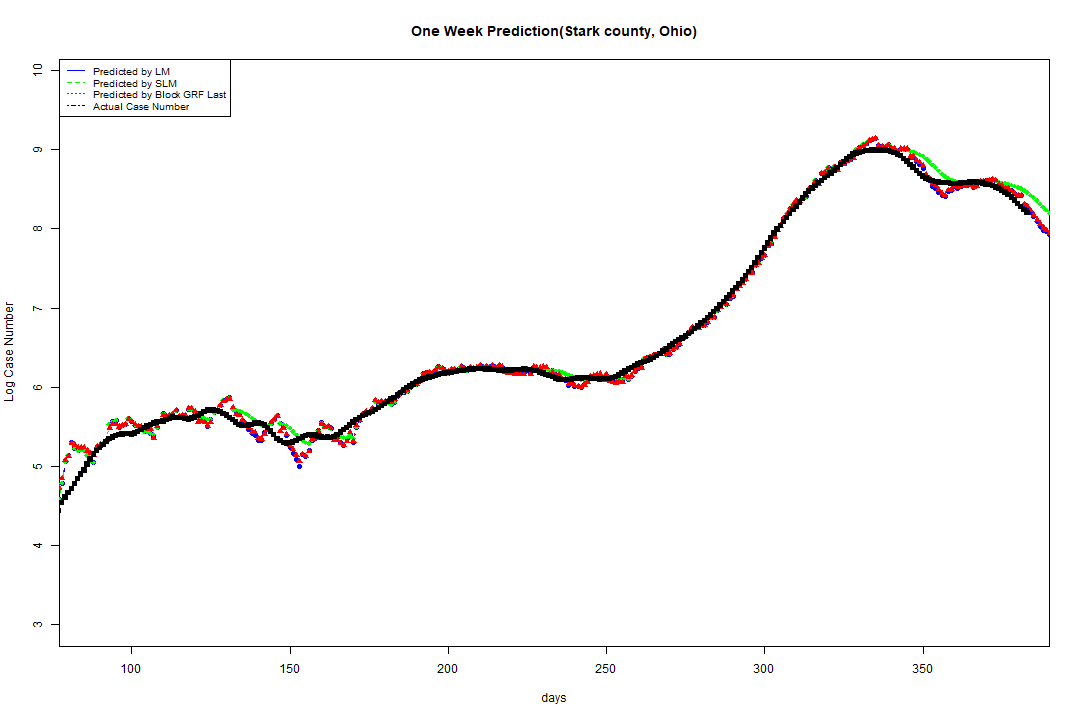 One Week Prediction(Stark county, Ohio)
Predicted by LM
Predicted by SLM
Predicted by Block GRF Last
Actual Case Number
10
9
8
7
6
5
4
3
Log Case Number
100 150 200 250 300 350
days